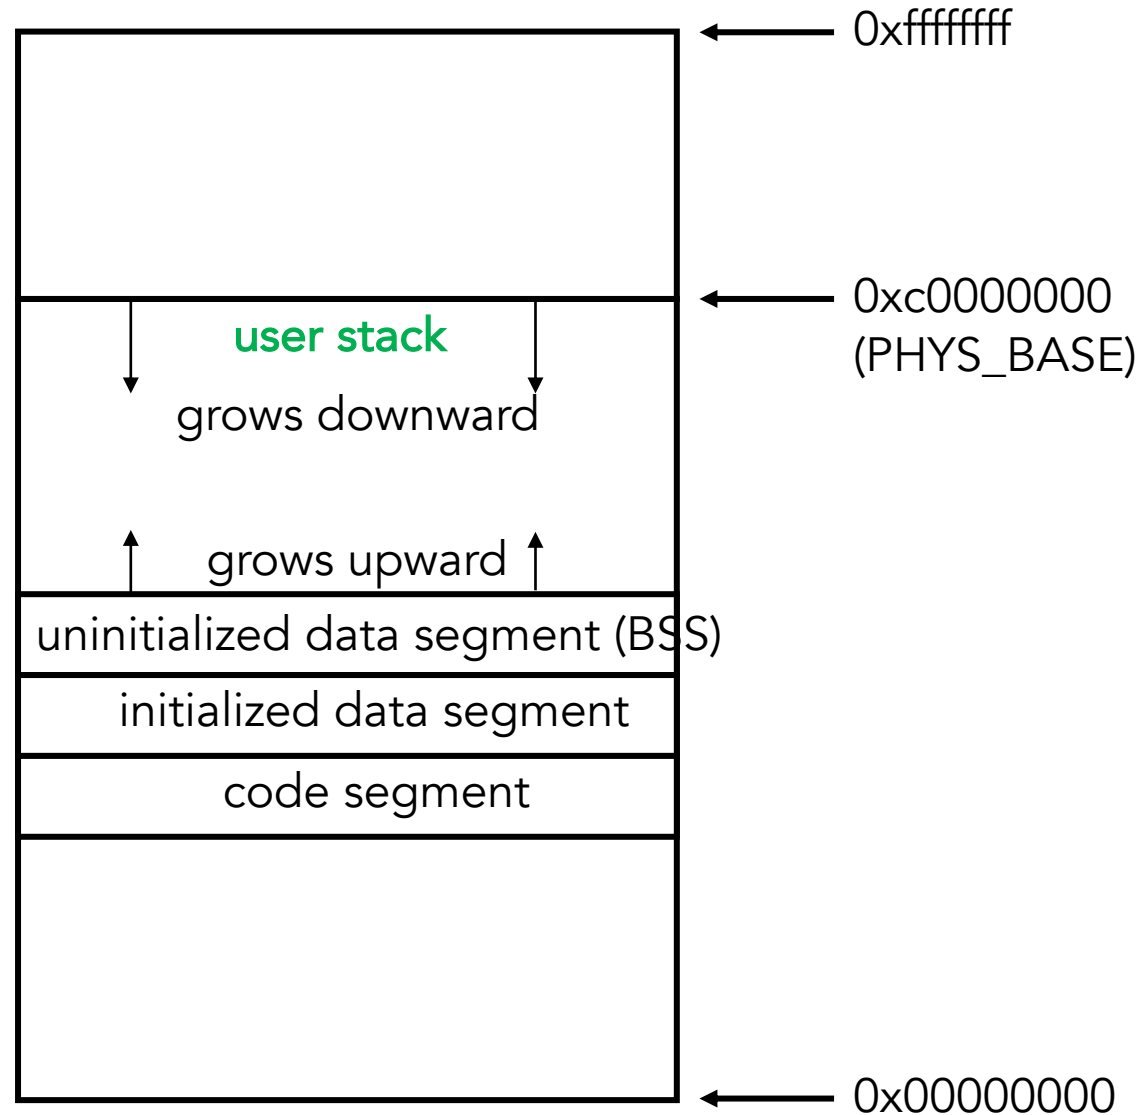 0xffffffff
0xc0000000
(PHYS_BASE)
user stack
grows downward
grows upward
uninitialized data segment (BSS)
initialized data segment
code segment
0x00000000